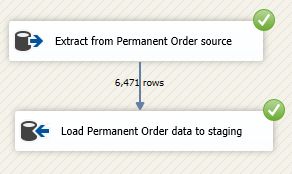 Extract from Permanent Order source
6,471 rows
Load Permanent Order data to staging